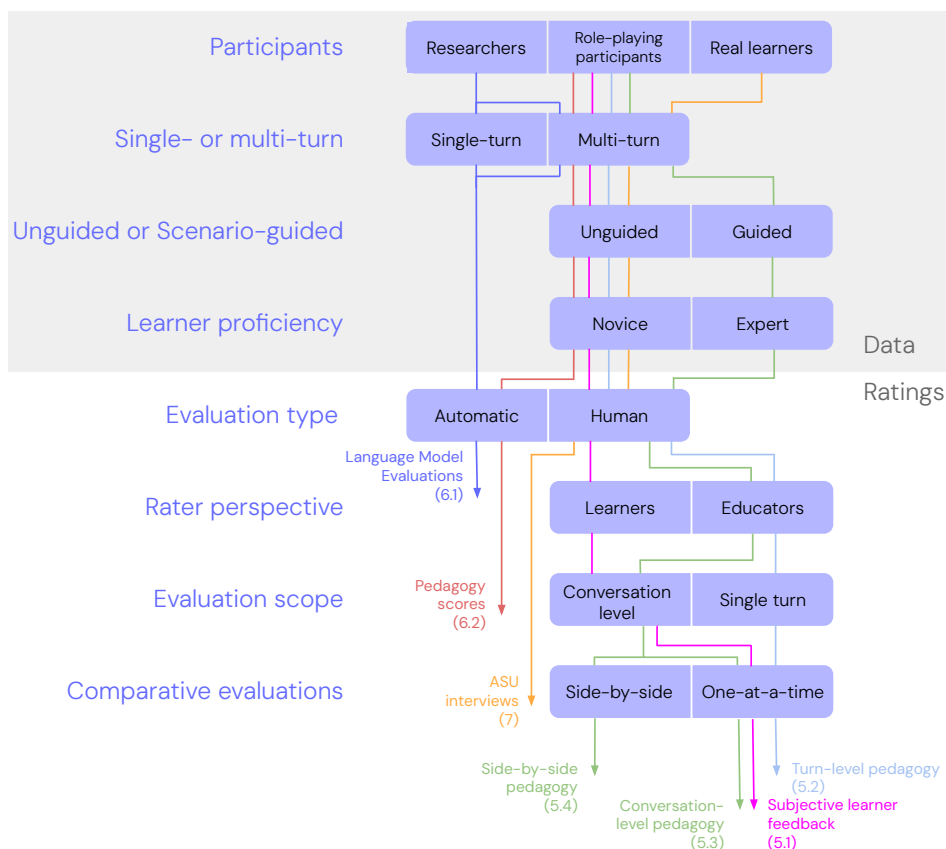 Participants
Researchers
Role-playing
participants
Real learners
Single- or multi-turn
Single-turn
Multi-turn
Unguided or Scenario-guided
Unguided
Guided
Learner proficiency
Novice
Expert
Data
Ratings
Evaluation type
Automatic
Human
Language Model
Evaluations
(6.1)
Rater perspective
Learners
Educators
Evaluation scope
Pedagogy
scores
(6.2)
Conversation
level
Single turn
Comparative evaluations
ASU
interviews
(7)
Side-by-side
One-at-a-time
Side-by-side
pedagogy
(5.4)
Turn-level pedagogy
(5.2)
Conversation-
level pedagogy
(5.3)
Subjective learner
feedback
(5.1)